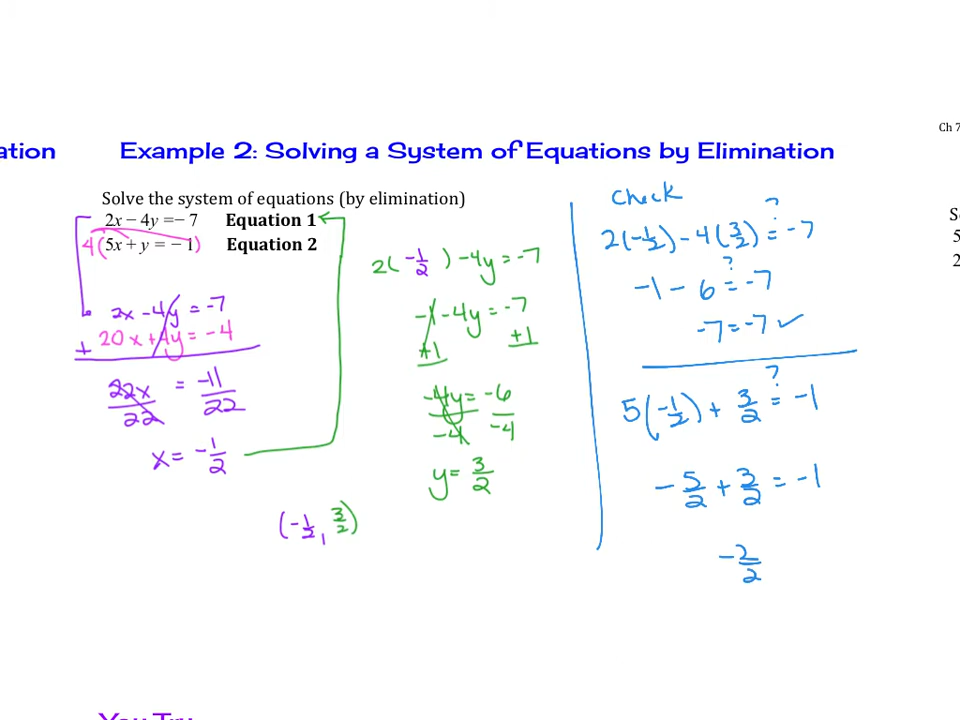 Ch 7
ation
Example 2: Solving a System of Equations by Elimination
Solve the system of equations (by elimination)
2x − 4y = − 7 Equation 1
4(5x + y = − 1) Equation 2
2x - 4y = -7
+ 20x + 4y = -4
22x/22 = -11/22
x = -1/2
(-1/2, 3/2)
2(-1/2) - 4y = -7
-1 - 4y = -7
+1 +1
-4y/-4 = -6/-4
y = 3/2
Check
2(-1/2) - 4(3/2) ?= -7
-1 - 6 ?= -7
-7 = -7 ✓
5(-1/2) + 3/2 ?= -1
-5/2 + 3/2 = -1
-2/2
S
5
2